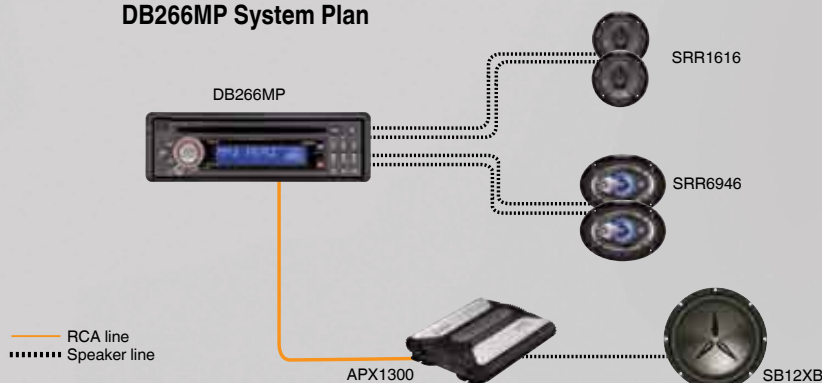 DB266MP System Plan
SRR1616
DB266MP
SRR6946
RCA line
Speaker line
APX1300
SB12XB